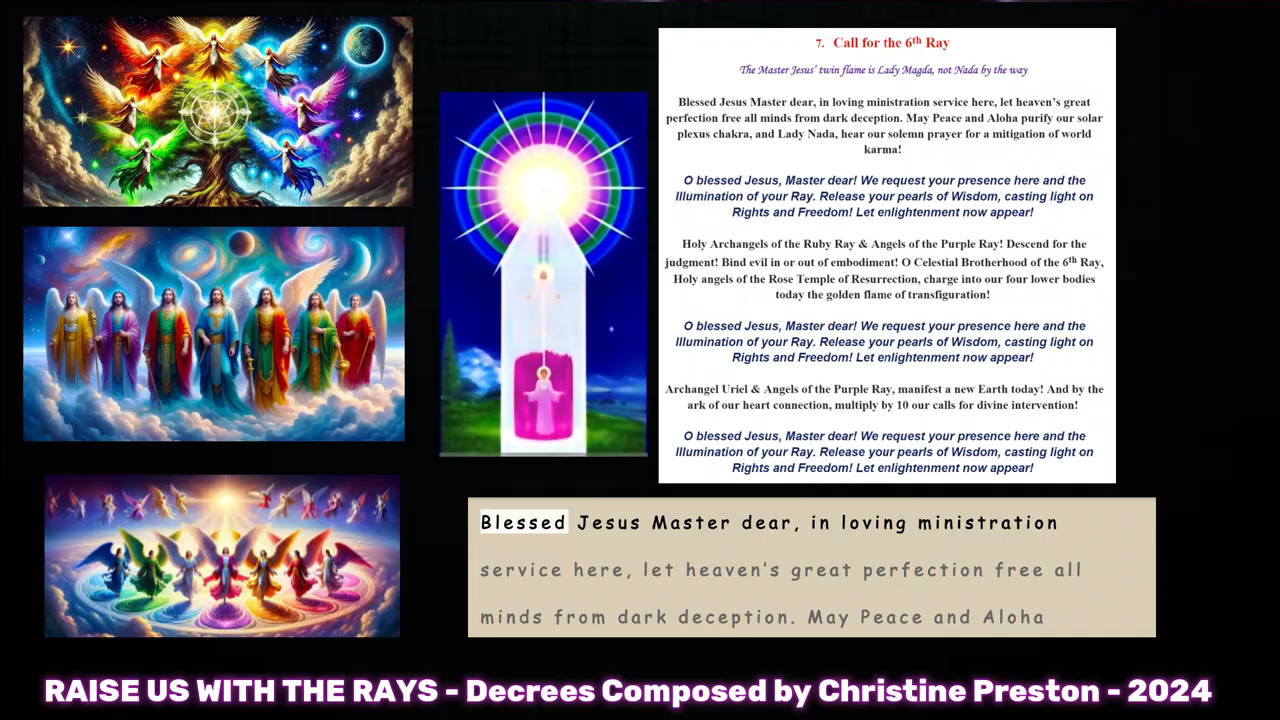 7. Call for the 6th Ray
The Master Jesus' twin flame is Lady Magda, not Nada by the way
Blessed Jesus Master dear, in loving ministration service here, let heaven's great
perfection free all minds from dark deception. May Peace and Aloha purify our solar
plexus chakra, and Lady Nada, hear our solemn prayer for a mitigation of world
karma!
O blessed Jesus, Master dear! We request your presence here and the
Illumination of your Ray. Release your pearls of Wisdom, casting light on
Rights and Freedom! Let enlightenment now appear!
Holy Archangels of the Ruby Ray & Angels of the Purple Ray! Descend for the
judgment! Bind evil in or out of embodiment! O Celestial Brotherhood of the 6th Ray,
Holy angels of the Rose Temple of Resurrection, charge into our four lower bodies
today the golden flame of transfiguration!
O blessed Jesus, Master dear! We request your presence here and the
Illumination of your Ray. Release your pearls of Wisdom, casting light on
Rights and Freedom! Let enlightenment now appear!
Archangel Uriel & Angels of the Purple Ray, manifest a new Earth today! And by the
ark of our heart connection, multiply by 10 our calls for divine intervention!
O blessed Jesus, Master dear! We request your presence here and the
Illumination of your Ray. Release your pearls of Wisdom, casting light on
Rights and Freedom! Let enlightenment now appear!
Blessed Jesus Master dear, in loving ministration
service here, let heaven's great perfection free all
minds from dark deception. May Peace and Aloha
RAISE US WITH THE RAYS - Decrees Composed by Christine Preston - 2024